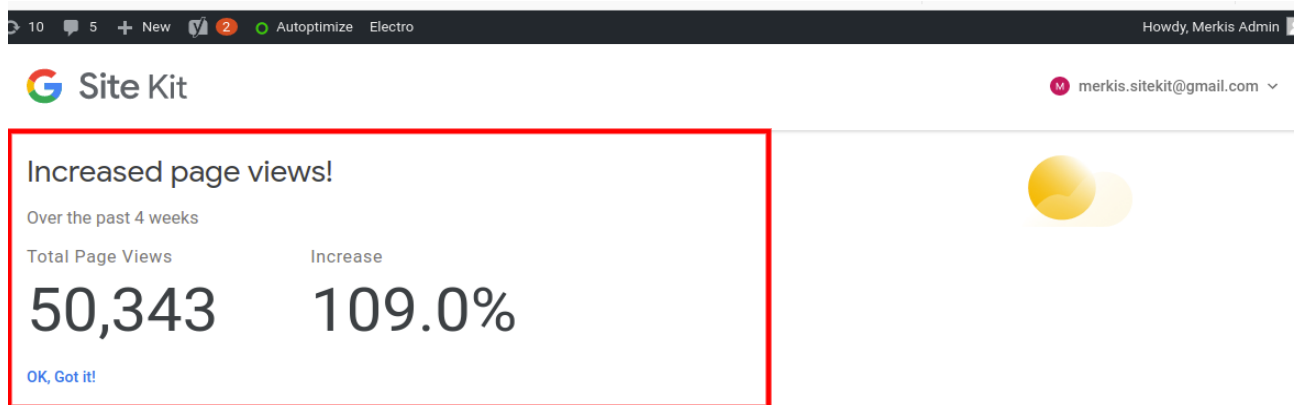 10 5 + New 2 Autoptimize Electro Howdy, Merkis Admin
G Site Kit M merkis.sitekit@gmail.com
Increased page views!
Over the past 4 weeks
Total Page Views Increase
50,343 109.0%
OK, Got it!